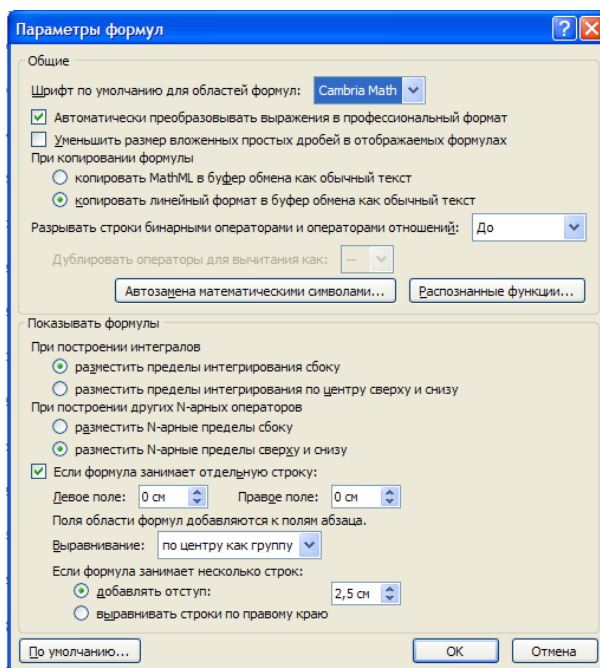 Параметры формул
Общие
Шрифт по умолчанию для областей формул: Cambria Math
Автоматически преобразовывать выражения в профессиональный формат
Уменьшить размер вложенных простых дробей в отображаемых формулах
При копировании формулы
копировать MathML в буфер обмена как обычный текст
копировать линейный формат в буфер обмена как обычный текст
Разрывать строки бинарными операторами и операторами отношений: До
Дублировать операторы для вычитания как: --
Автозамена математическими символами... Распознанные функции...
Показывать формулы
При построении интегралов
разместить пределы интегрирования сбоку
разместить пределы интегрирования по центру сверху и снизу
При построении других N-арных операторов
разместить N-арные пределы сбоку
разместить N-арные пределы сверху и снизу
Если формула занимает отдельную строку:
Левое поле: 0 см Правое поле: 0 см
Поля области формул добавляются к полям абзаца.
Выравнивание: по центру как группу
Если формула занимает несколько строк:
добавлять отступ: 2,5 см
выравнивать строки по правому краю
По умолчанию... ОК Отмена